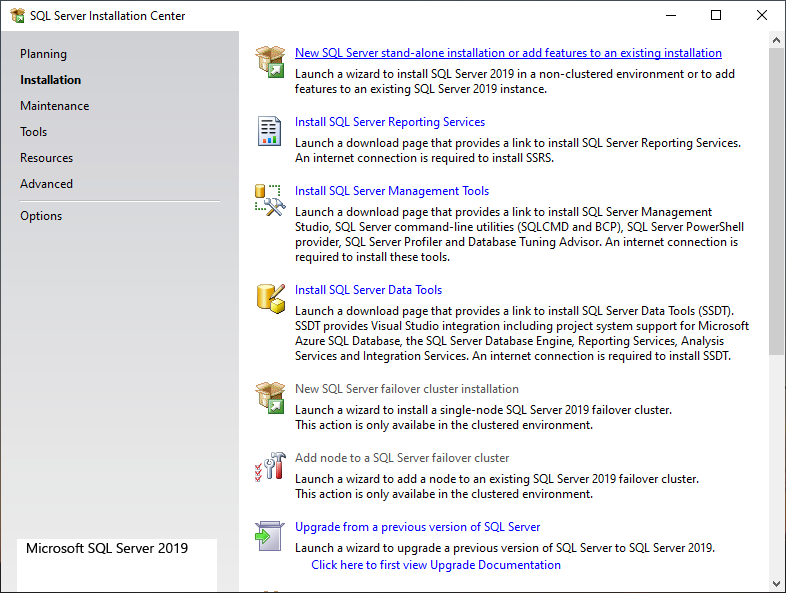 SQL Server Installation Center
Planning
Installation
Maintenance
Tools
Resources
Advanced
Options
Microsoft SQL Server 2019
New SQL Server stand-alone installation or add features to an existing installation
Launch a wizard to install SQL Server 2019 in a non-clustered environment or to add
features to an existing SQL Server 2019 instance.
Install SQL Server Reporting Services
Launch a download page that provides a link to install SQL Server Reporting Services.
An internet connection is required to install SSRS.
Install SQL Server Management Tools
Launch a download page that provides a link to install SQL Server Management
Studio, SQL Server command-line utilities (SQLCMD and BCP), SQL Server PowerShell
provider, SQL Server Profiler and Database Tuning Advisor. An internet connection is
required to install these tools.
Install SQL Server Data Tools
Launch a download page that provides a link to install SQL Server Data Tools (SSDT).
SSDT provides Visual Studio integration including project system support for Microsoft
Azure SQL Database, the SQL Server Database Engine, Reporting Services, Analysis
Services and Integration Services. An internet connection is required to install SSDT.
New SQL Server failover cluster installation
Launch a wizard to install a single-node SQL Server 2019 failover cluster.
This action is only availabe in the clustered environment.
Add node to a SQL Server failover cluster
Launch a wizard to add a node to an existing SQL Server 2019 failover cluster.
This action is only availabe in the clustered environment.
Upgrade from a previous version of SQL Server
Launch a wizard to upgrade a previous version of SQL Server to SQL Server 2019.
Click here to first view Upgrade Documentation